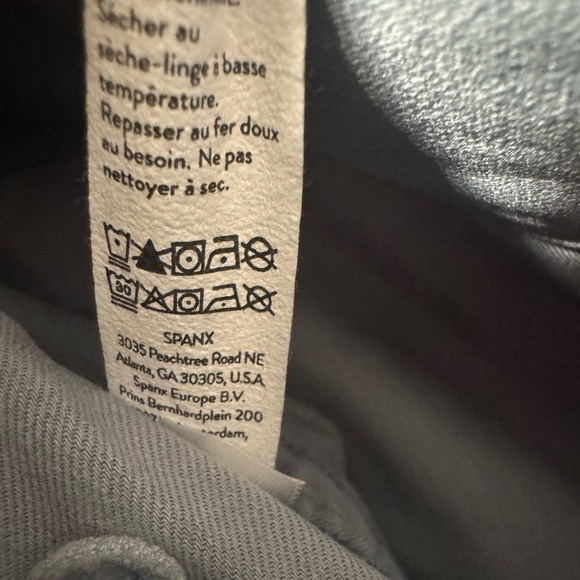 Sécher au
sèche-linge à basse
température.
Repasser au fer doux
au besoin. Ne pas
nettoyer à sec.
30
SPANX
3035 Peachtree Road NE
Atlanta, GA 30305, U.S.A
Spanx Europe B.V.
Prins Bernhardplein 200